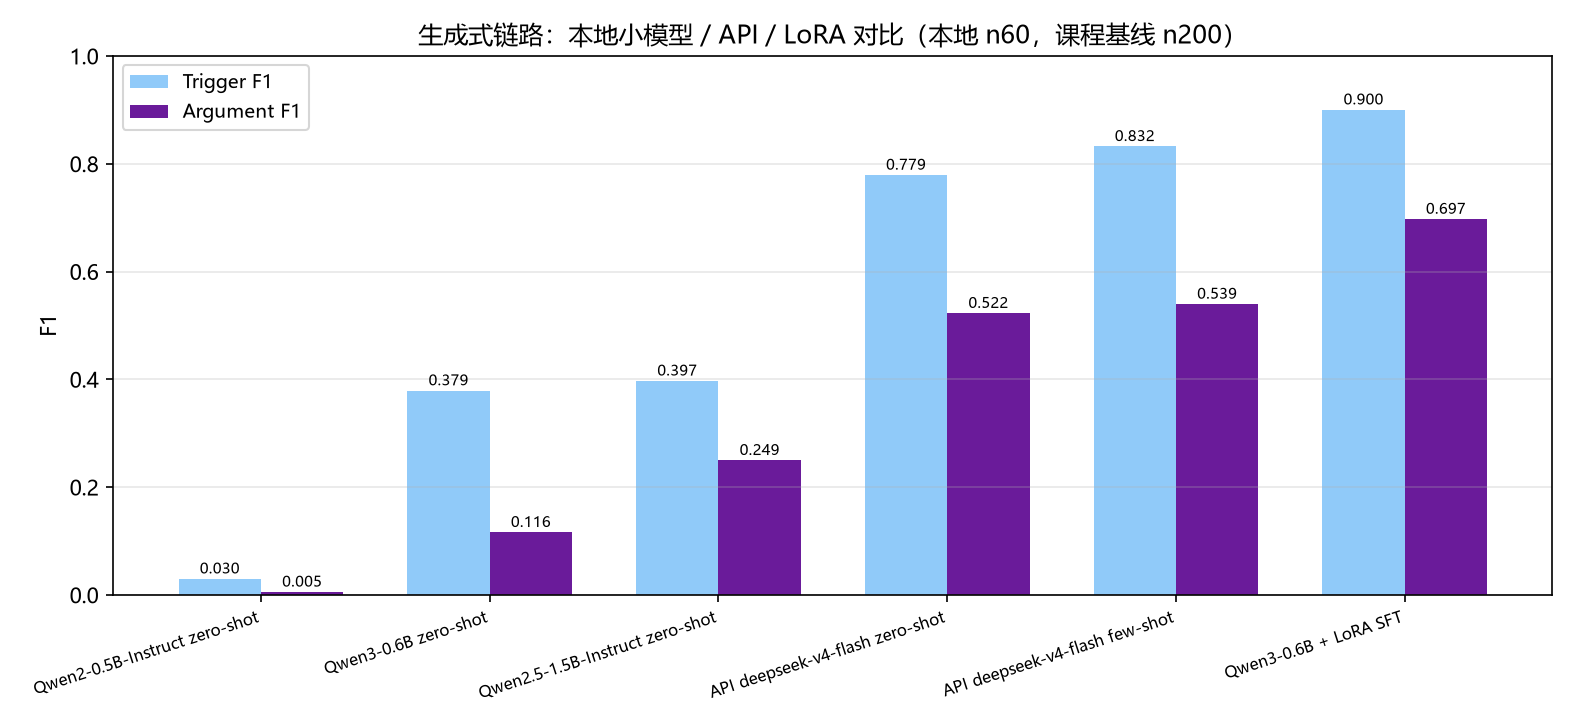 生成式链路：本地小模型 / API / LoRA 对比（本地 n60，课程基线 n200）
Trigger F1
Argument F1
F1
1.0
0.8
0.6
0.4
0.2
0.0
0.030
0.005
0.379
0.116
0.397
0.249
0.779
0.522
0.832
0.539
0.900
0.697
Qwen2-0.5B-Instruct zero-shot
Qwen3-0.6B zero-shot
Qwen2.5-1.5B-Instruct zero-shot
API deepseek-v4-flash zero-shot
API deepseek-v4-flash few-shot
Qwen3-0.6B + LoRA SFT